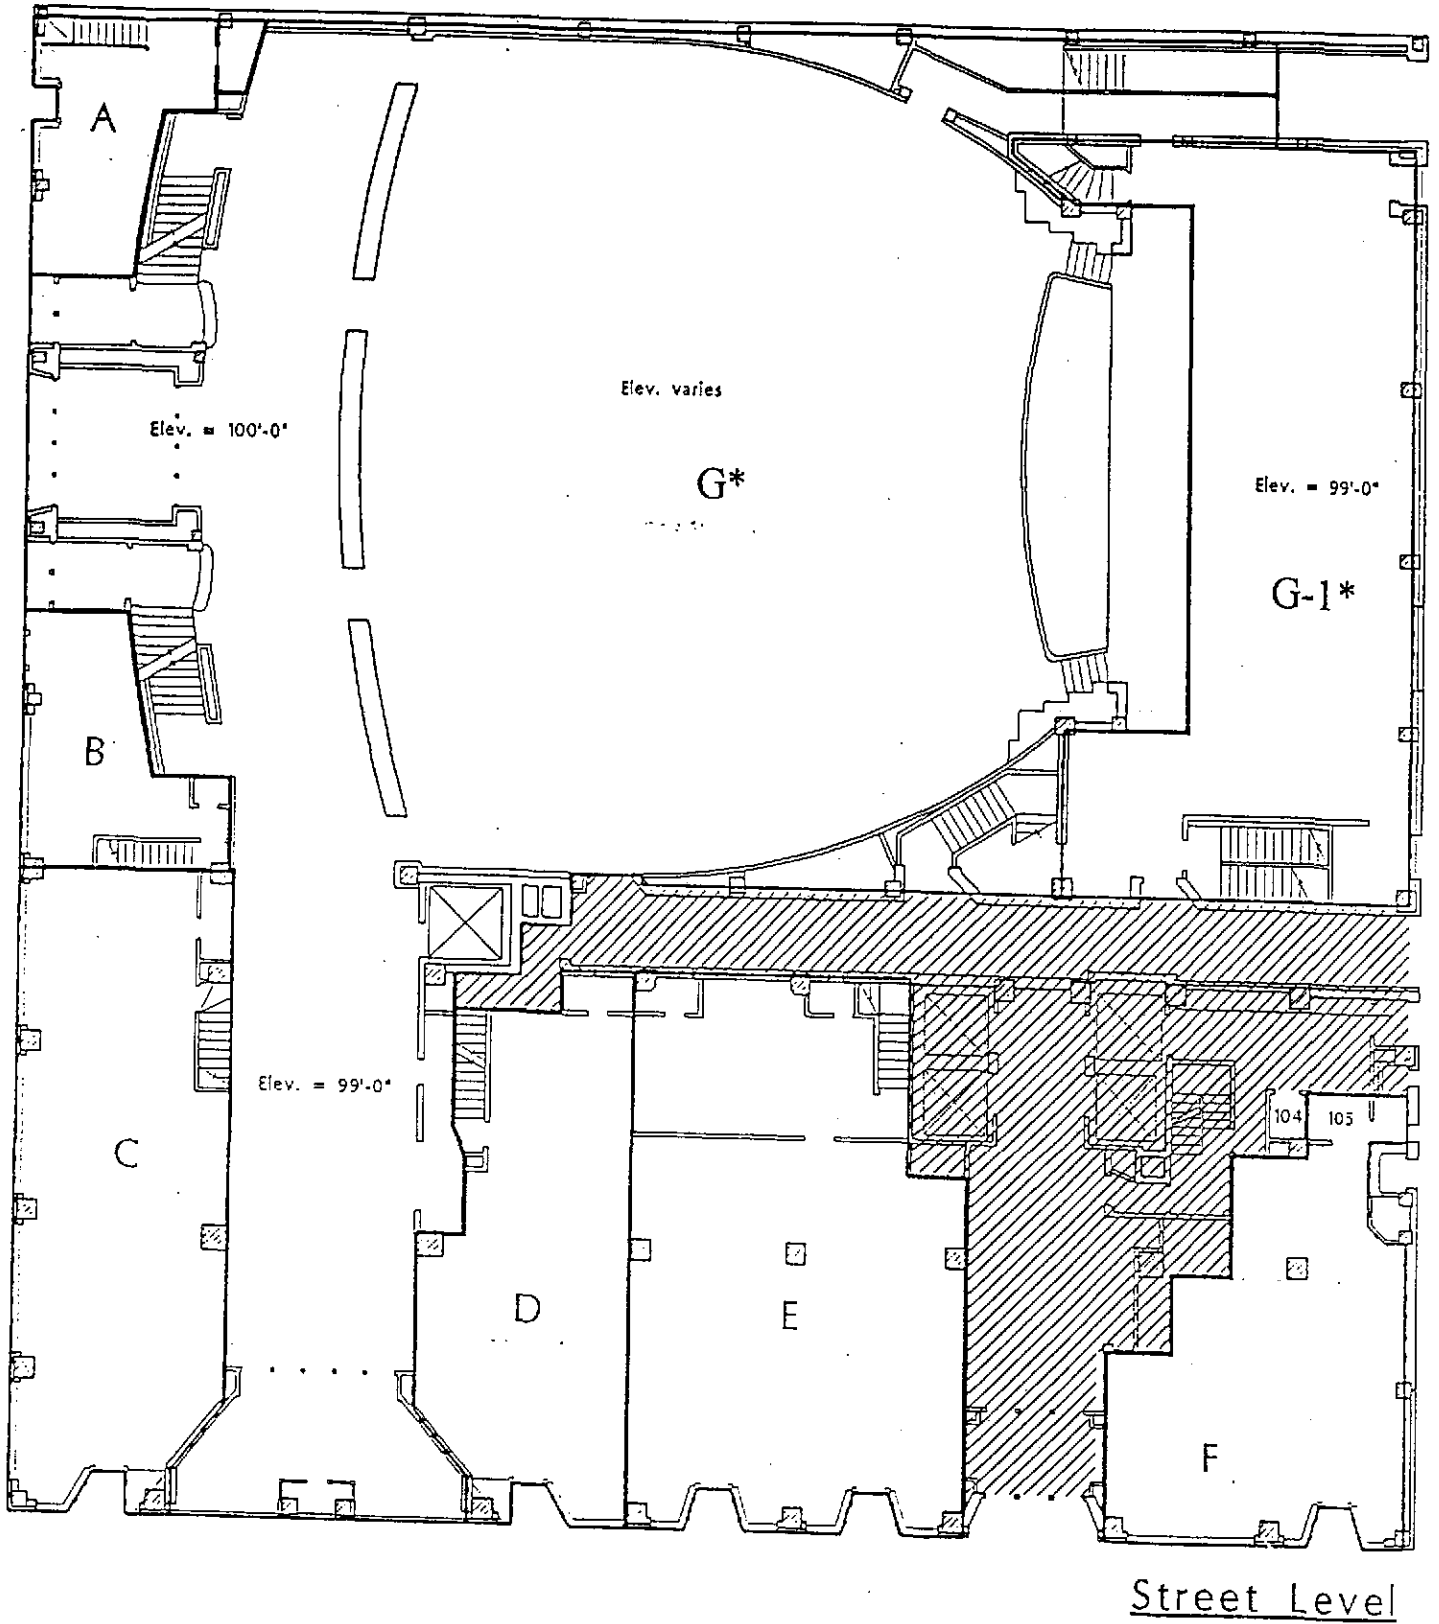 A
Elev. varies
Elev. = 100'-0"
G*
Elev. = 99'-0"
G-1*
B
Elev. = 99'-0"
104
105
C
D
E
F
Street Level